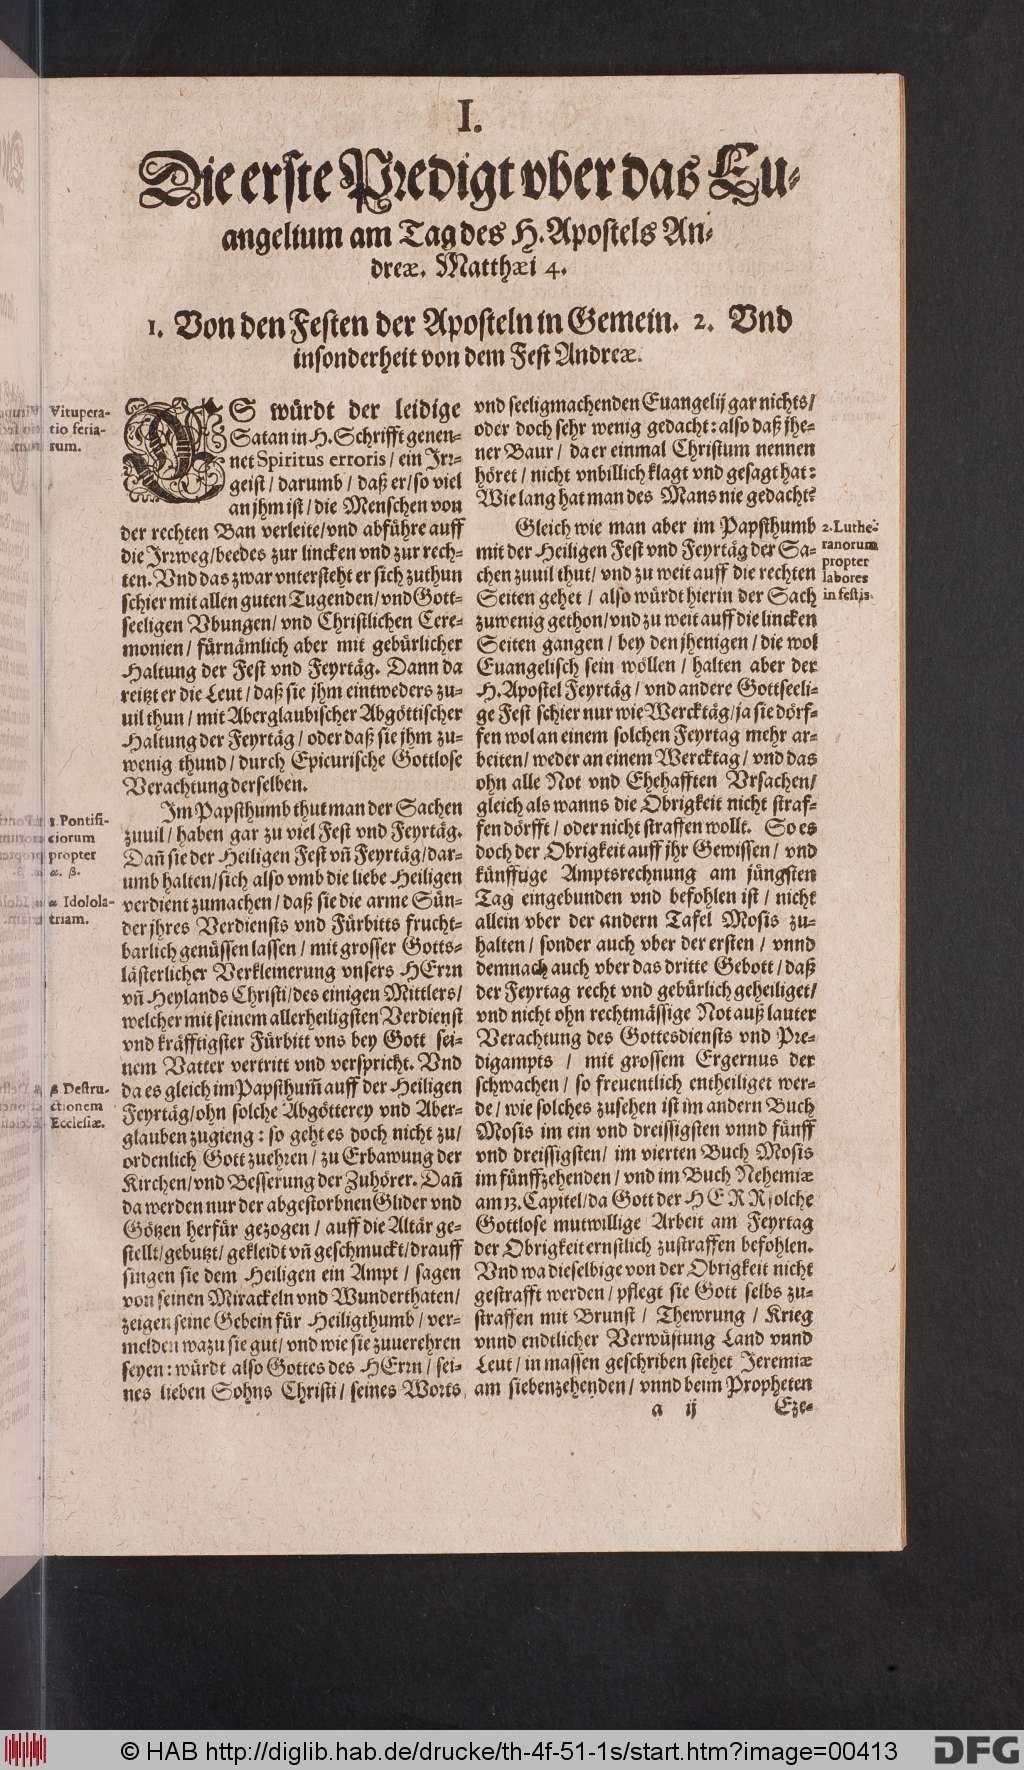 I.
Die erste Predigt vber das Eu-
angelium am Tag des H. Apostels An-
dreæ. Matthæi 4.
1. Von den Festen der Aposteln in Gemein. 2. Vnd
insonderheit von dem Fest Andreæ.
Vitupera-
tio feria-
rum.
ES würdt der leidige
Satan in H. Schrifft genen-
net Spiritus erroris / ein Irr-
geist / darumb / daß er / so viel
an jhm ist / die Menschen von
der rechten Ban verleite / vnd abführe auff
die Irrweg / beedes zur lincken vnd zur rech-
ten. Vnd das zwar vntersteht er sich zuthun
schier mit allen guten Tugenden / vnd Gott-
seeligen Vbungen / vnd Christlichen Cere-
monien / fürnämlich aber mit gebürlicher
Haltung der Fest vnd Feyrtäg. Dann da
reitzt er die Leut / daß sie jhm eintweders zu-
uil thun / mit Aberglaubischer Abgöttischer
Haltung der Feyrtäg / oder daß sie jhm zu-
wenig thund / durch Epicurische Gottlose
Verachtung derselben.
1. Pontifi-
ciorum
propter
α. β.
α Idolola-
triam.
β Destru-
ctionem
Ecclesiæ.
Im Papsthumb thut man der Sachen
zuuil / haben gar zu viel Fest vnd Feyrtäg.
Dañ sie der Heiligen Fest vñ Feyrtäg / dar-
umb halten / sich also vmb die liebe Heiligen
verdient zumachen / daß sie die arme Sün-
der jhres Verdiensts vnd Fürbitts frucht-
barlich genüssen lassen / mit grosser Gotts-
lästerlicher Verkleinerung vnsers HErrn
vñ Heylands Christi / des einigen Mittlers /
welcher mit seinem allerheiligsten Verdienst
vnd kräfftigster Fürbitt vns bey Gott sei-
nem Vatter vertritt vnd verspricht. Vnd
da es gleich im Papsthum̃ auff der Heiligen
Feyrtäg / ohn solche Abgötterey vnd Aber-
glauben zugieng : so geht es doch nicht zu /
ordenlich Gott zuehren / zu Erbawung der
Kirchen / vnd Besserung der Zuhörer. Dañ
da werden nur der abgestorbnen Glider vnd
Götzen herfür gezogen / auff die Altär ge-
stellt / gebutzt / gekleidt vñ geschmuckt / drauff
singen sie dem Heiligen ein Ampt / sagen
von seinen Mirackeln vnd Wunderthaten /
zeigen seine Gebein für Heiligthumb / ver-
melden wazu sie gut / vnd wie sie zuuerehren
seyen : würdt also Gottes des HErrn / sei-
nes lieben Sohns Christi / seines Worts
vnd seeligmachenden Euangelij gar nichts /
oder doch sehr wenig gedacht : also daß jhe-
ner Baur / da er einmal Christum nennen
höret / nicht vnbillich klagt vnd gesagt hat :
Wie lang hat man des Mans nie gedacht?
2. Luthe-
ranorum
propter
labores
in festis.
Gleich wie man aber im Papsthumb
mit der Heiligen Fest vnd Feyrtäg der Sa-
chen zuuil thut / vnd zu weit auff die rechten
Seiten gehet / also würdt hierin der Sach
zuwenig gethon / vnd zu weit auff die lincken
Seiten gangen / bey den jhenigen / die wol
Euangelisch sein wöllen / halten aber der
H. Apostel Feyrtäg / vnd andere Gottseeli-
ge Fest schier nur wie Wercktäg / ja sie dörf-
fen wol an einem solchen Feyrtag mehr ar-
beiten / weder an einem Wercktag / vnd das
ohn alle Not vnd Ehehafften Vrsachen /
gleich als wanns die Obrigkeit nicht straf-
fen dörfft / oder nicht straffen wollt. So es
doch der Obrigkeit auff jhr Gewissen / vnd
künfftige Amptsrechnung am jüngsten
Tag eingebunden vnd befohlen ist / nicht
allein vber der andern Tafel Mosis zu-
halten / sonder auch vber der ersten / vnnd
demnach auch vber das dritte Gebott / daß
der Feyrtag recht vnd gebürlich geheiliget /
vnd nicht ohn rechtmässige Not auß lauter
Verachtung des Gottesdiensts vnd Pre-
digampts / mit grossem Ergernus der
schwachen / so freuentlich entheiliget wer-
de / wie solches zusehen ist im andern Buch
Mosis im ein vnd dreissigsten vnnd fünff
vnd dreissigsten / im vierten Buch Mosis
im fünffzehenden / vnd im Buch Nehemiæ
am 13. Capitel / da Gott der HERR solche
Gottlose mutwillige Arbeit am Feyrtag
der Obrigkeit ernstlich zustraffen befohlen.
Vnd wa dieselbige von der Obrigkeit nicht
gestrafft werden / pflegt sie Gott selbs zu-
straffen mit Brunst / Thewrung / Krieg
vnnd endtlicher Verwüstung Land vnnd
Leut / in massen geschriben stehet Jeremiæ
am siebenzehenden / vnnd beim Propheten
a ij
Eze-
© HAB http://diglib.hab.de/drucke/th-4f-51-1s/start.htm?image=00413
DFG